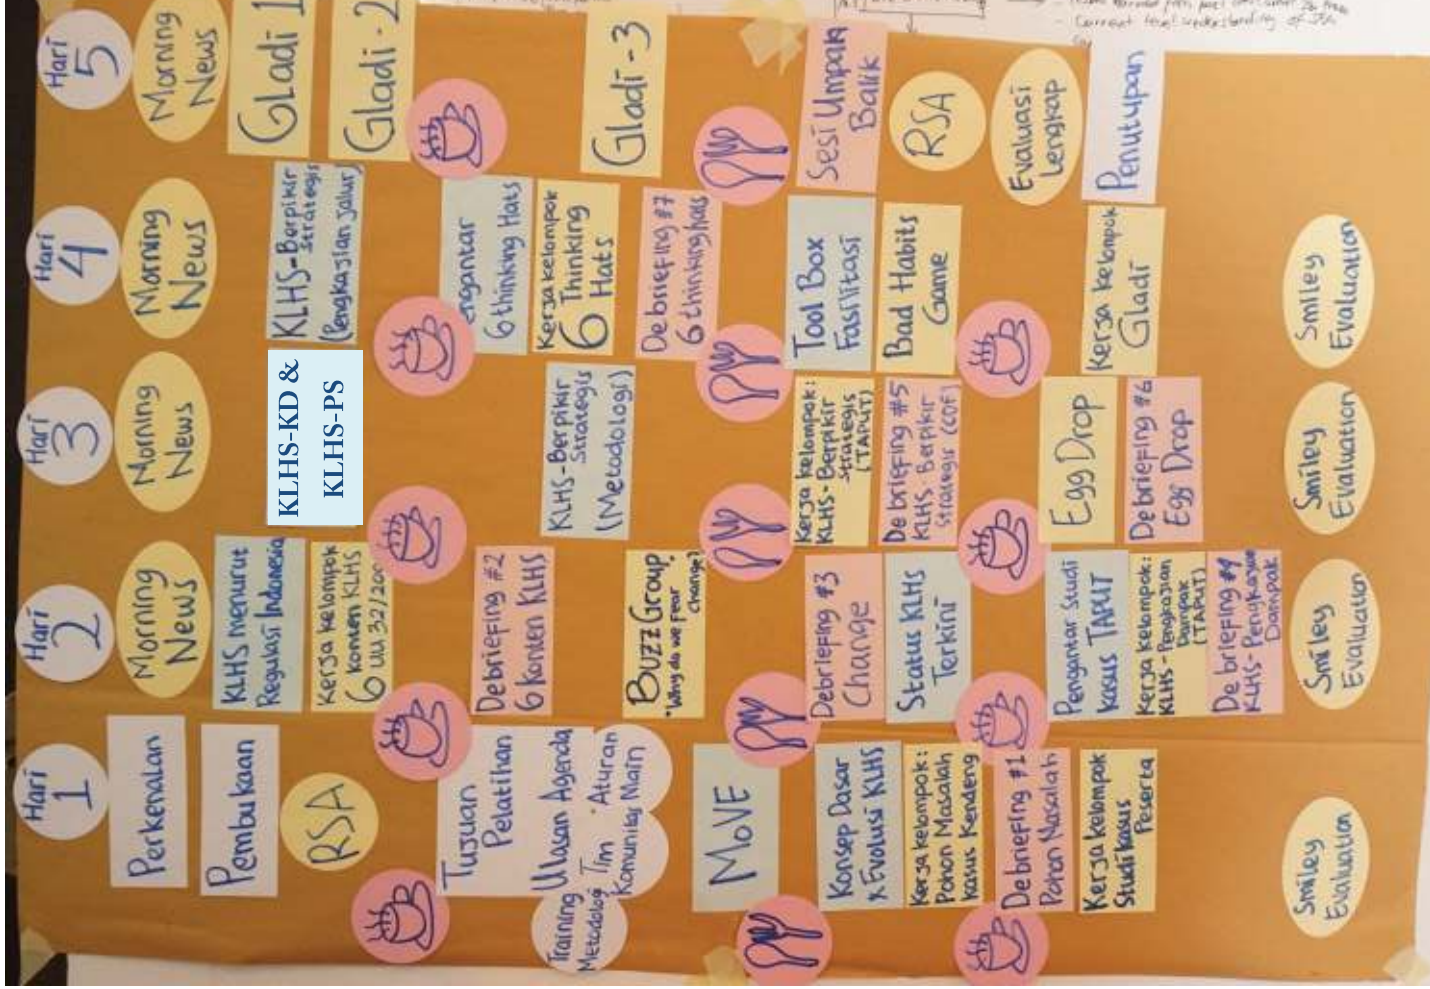 Hari
1
Perkenalan
Pembukaan
RSA
Tujuan
Pelatihan
Ulasan Agenda
Training
Metodologi
Tim
Komunitas
Aturan
Main
MoVE
Konsep Dasar
& Evolusi KLHS
Kerja kelompok:
Pohon Masalah
Kasus Kendeng
Debriefing #1
Pohon Masalah
Kerja kelompok
Studi kasus
Peserta
Smiley
Evaluation
Hari
2
Morning
News
KLHS menurut
Regulasi Indonesia
Kerja kelompok
6 Konten KLHS
UU 32/200
Debriefing #2
6 Konten KLHS
Buzz Group:
"Why do we fear
change?
Debriefing #3
Change
Status KLHS
Terkini
Pengantar Studi
kasus TAPUT
Kerja kelompok:
KLHS-Pengkajian
Dampak
(TAPUT)
Debriefing #4
KLHS-Pengkajian
Dampak
Smiley
Evaluation
Hari
3
Morning
News
KLHS-KD &
KLHS-PS
KLHS-Berpikir
Strategis
(Metodologi)
Kerja kelompok:
KLHS-Berpikir
strategis
(TAPUT)
Debriefing #5
KLHS-Berpikir
strategis (CDF)
Egg Drop
Debriefing #6
Egg Drop
Smiley
Evaluation
Hari
4
Morning
News
KLHS-Berpikir
strategis
(Pengkajian Jalur)
engantar
6 thinking Hats
Kerja kelompok
6 Thinking
Hats
Debriefing #7
6 thinking hats
Tool Box
Fasilitasi
Bad Habits
Game
Kerja kelompok
Gladi
Smiley
Evaluation
Hari
5
Morning
News
Gladi 1
Gladi - 2
Gladi - 3
Sesi Umpan
Balik
RSA
Evaluasi
Lengkap
Penutupan